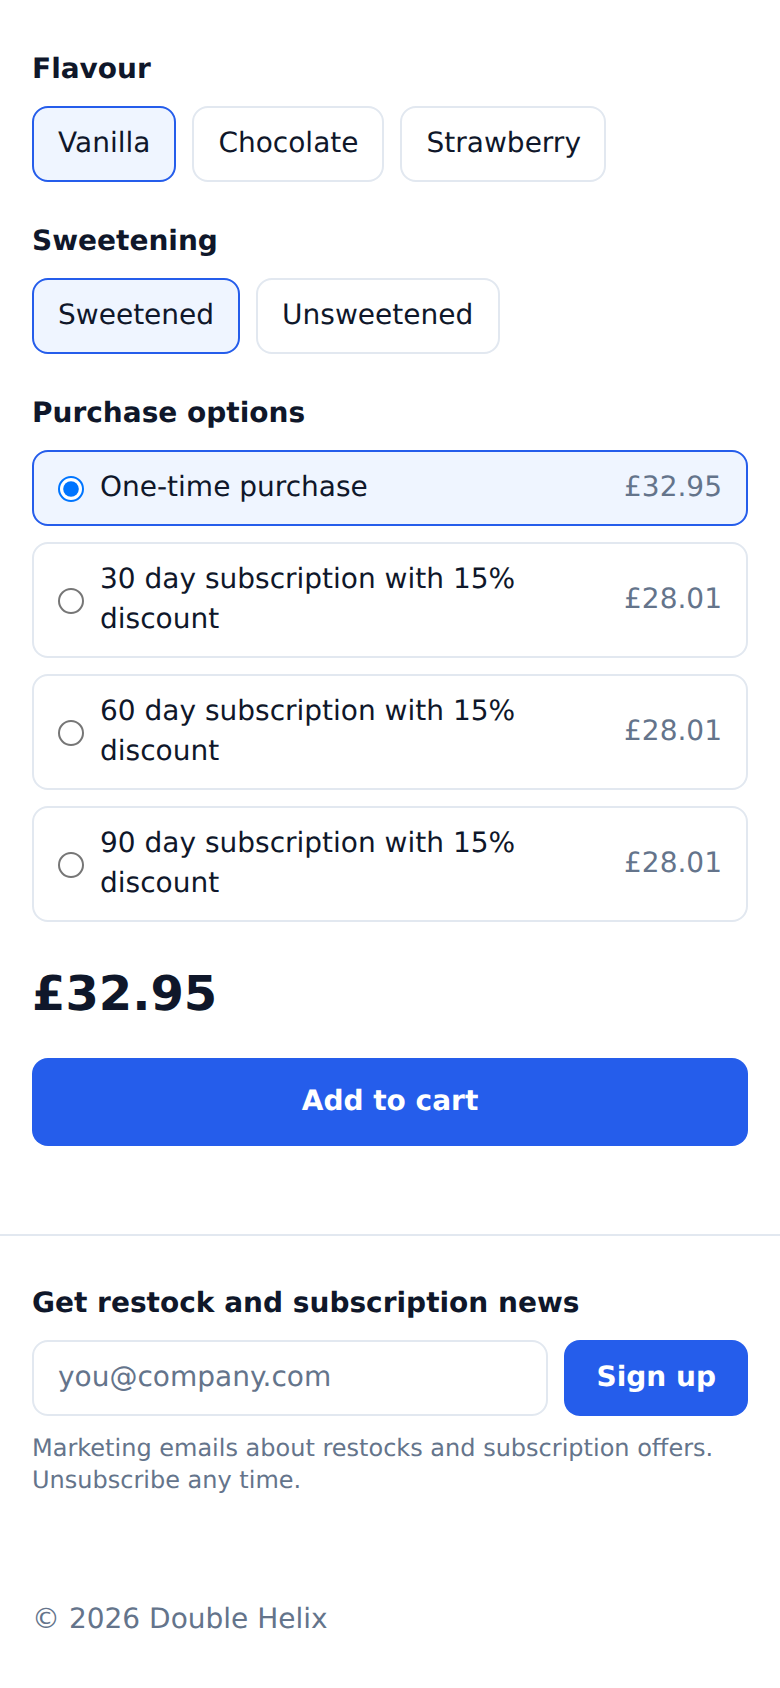 Flavour
Vanilla
Chocolate
Strawberry
Sweetening
Sweetened
Unsweetened
Purchase options
One-time purchase
£32.95
30 day subscription with 15%
discount
£28.01
60 day subscription with 15%
discount
£28.01
90 day subscription with 15%
discount
£28.01
£32.95
Add to cart
Get restock and subscription news
you@company.com
Sign up
Marketing emails about restocks and subscription offers.
Unsubscribe any time.
© 2026 Double Helix